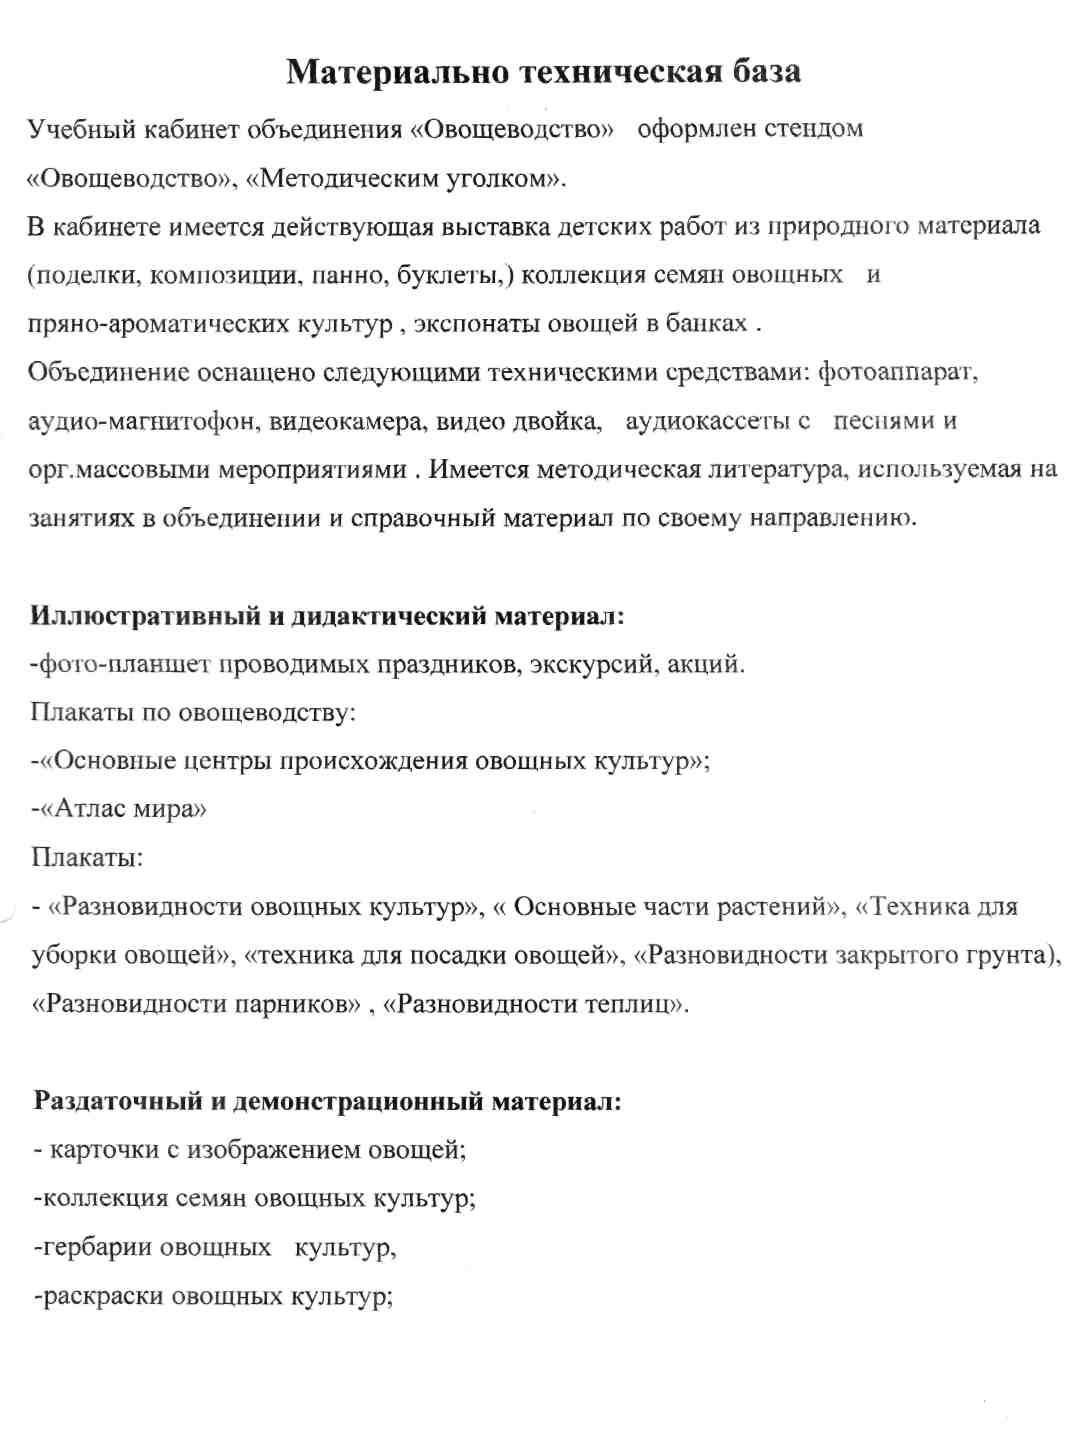 Материально техническая база
Учебный кабинет объединения «Овощеводство» оформлен стендом
«Овощеводство», «Методическим уголком».
В кабинете имеется действующая выставка детских работ из природного материала
(поделки, композиции, панно, буклеты,) коллекция семян овощных и
пряно-ароматических культур , экспонаты овощей в банках .
Объединение оснащено следующими техническими средствами: фотоаппарат,
аудио-магнитофон, видеокамера, видео двойка, аудиокассеты с песнями и
орг.массовыми мероприятиями . Имеется методическая литература, используемая на
занятиях в объединении и справочный материал по своему направлению.
Иллюстративный и дидактический материал:
-фото-планшет проводимых праздников, экскурсий, акций.
Плакаты по овощеводству:
-«Основные центры происхождения овощных культур»;
-«Атлас мира»
Плакаты:
- «Разновидности овощных культур», « Основные части растений», «Техника для
уборки овощей», «техника для посадки овощей», «Разновидности закрытого грунта),
«Разновидности парников» , «Разновидности теплиц».
Раздаточный и демонстрационный материал:
- карточки с изображением овощей;
-коллекция семян овощных культур;
-гербарии овощных культур,
-раскраски овощных культур;